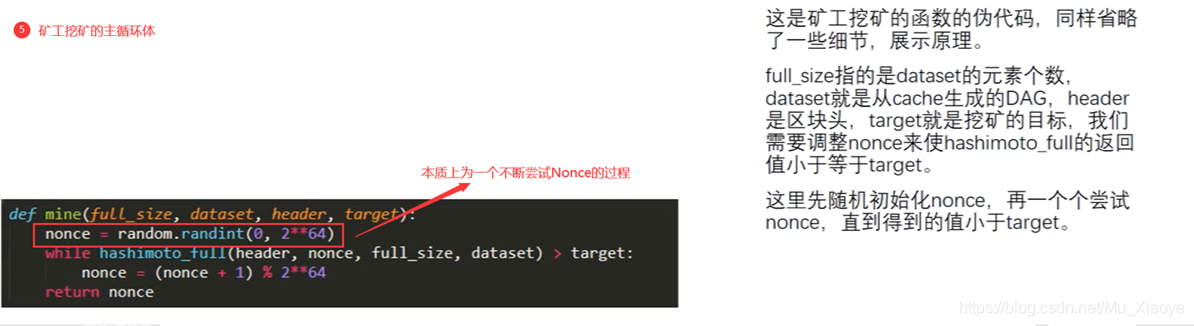 5 矿工挖矿的主循环体
本质上为一个不断尝试Nonce的过程
def mine(full_size, dataset, header, target):
nonce = random.randint(0, 2**64)
while hashimoto_full(header, nonce, full_size, dataset) > target:
nonce = (nonce + 1) % 2**64
return nonce
这是矿工挖矿的函数的伪代码，同样省略
了一些细节，展示原理。
full_size指的是dataset的元素个数，
dataset就是从cache生成的DAG，header
是区块头，target就是挖矿的目标，我们
需要调整nonce来使hashimoto_full的返回
值小于等于target。
这里先随机初始化nonce，再一个个尝试
nonce，直到得到的值小于target。
https://blog.csdn.net/Mu_Xiaoye